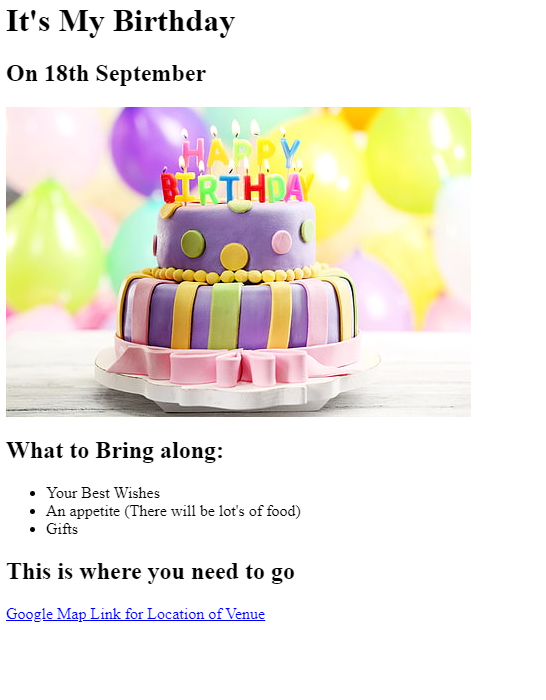 It's My Birthday
On 18th September
HAPPY
BIRTHDAY
What to Bring along:
Your Best Wishes
An appetite (There will be lot's of food)
Gifts
This is where you need to go
Google Map Link for Location of Venue